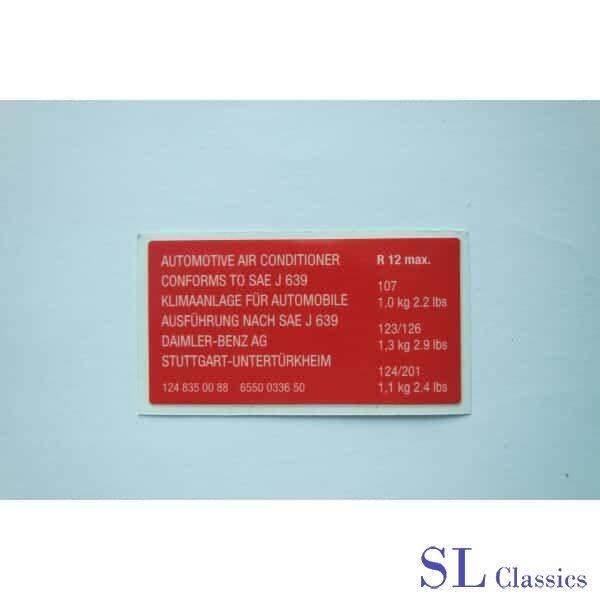 AUTOMOTIVE AIR CONDITIONER
CONFORMS TO SAE J 639
KLIMAANLAGE FÜR AUTOMOBILE
AUSFÜHRUNG NACH SAE J 639
DAIMLER-BENZ AG
STUTTGART-UNTERTÜRKHEIM
124 835 00 88 6550 0336 50
R 12 max.
107
1,0 kg 2.2 lbs
123/126
1,3 kg 2.9 lbs
124/201
1,1 kg 2.4 lbs
SL Classics